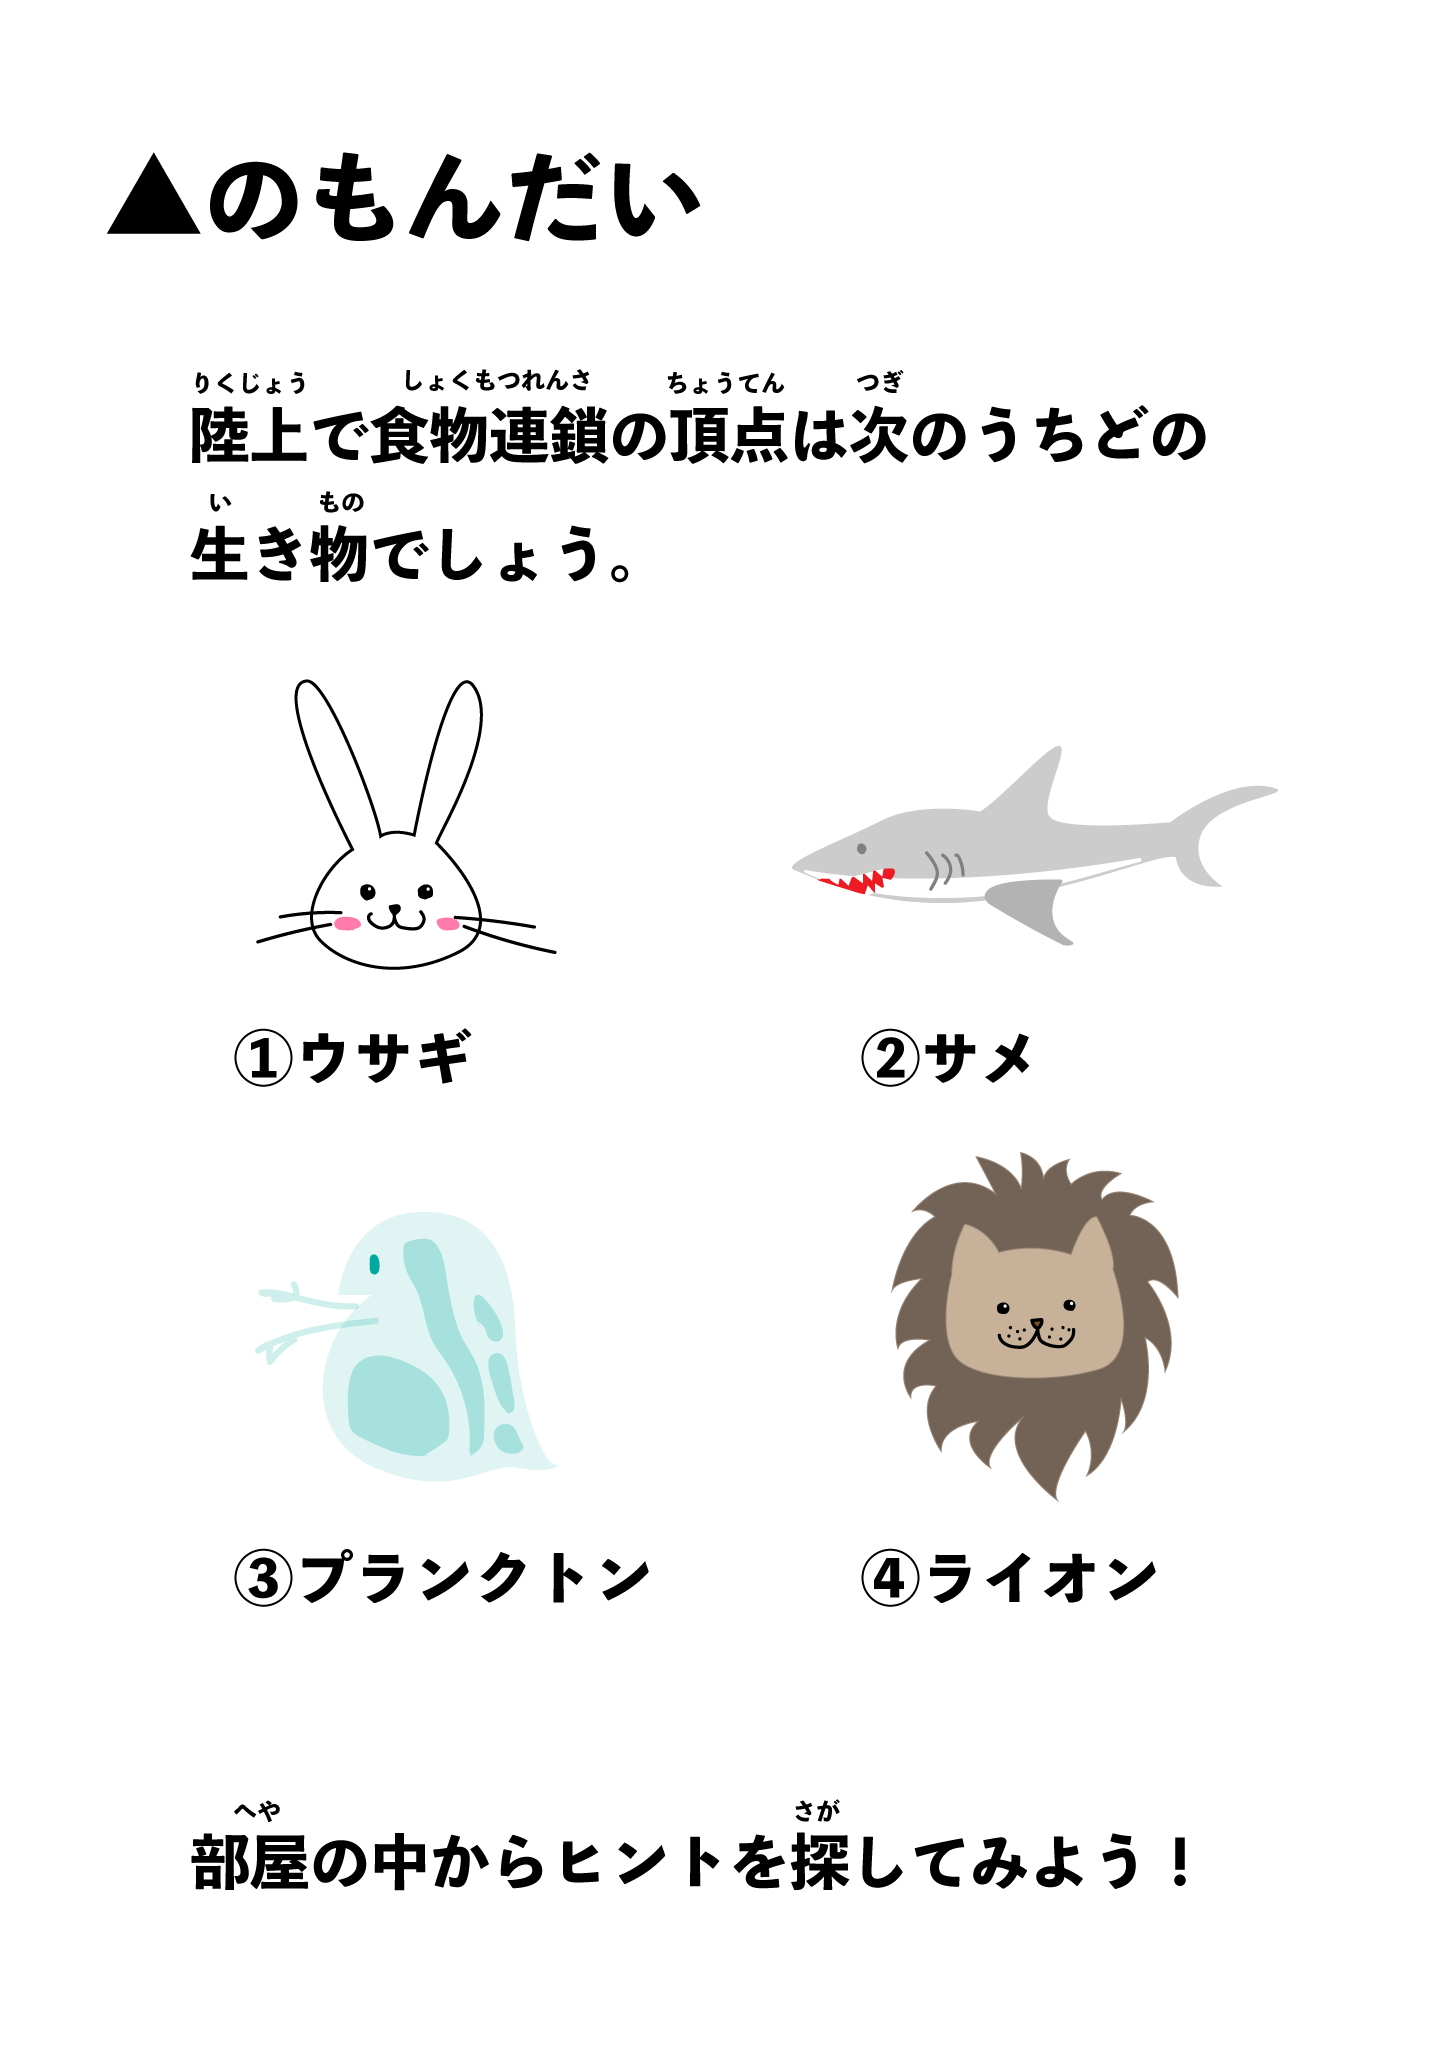 ▲のもんだい
りくじょう しょくもつれんさ ちょうてん つぎ
陸上で食物連鎖の頂点は次のうちどの
い もの
生き物でしょう。
①ウサギ ②サメ
③プランクトン ④ライオン
へや さが
部屋の中からヒントを探してみよう！